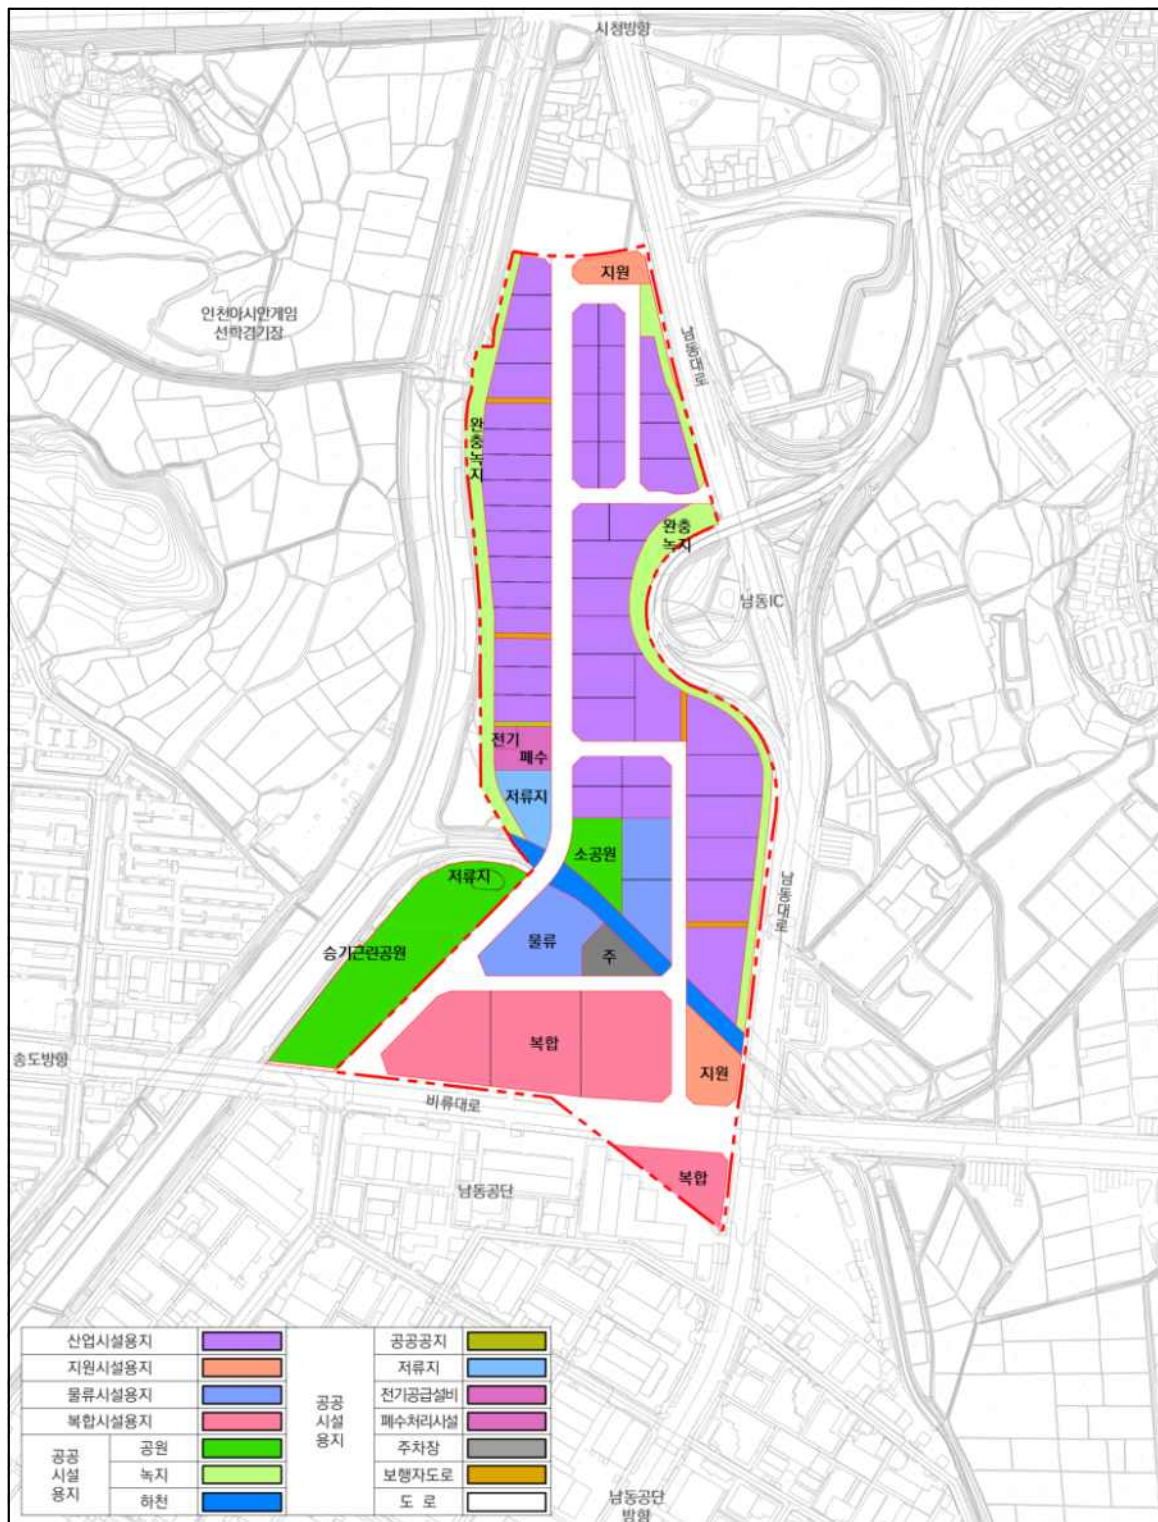 시청방향
지원
인천아시안게임
선학경기장
남동대로
완충녹지
완충
녹지
남동IC
전기
폐수
저류지
소공원
저류지
남동대로
승기근린공원
물류
주
송도방향
복합
지원
비류대로
복합
남동공단
산업시설용지
지원시설용지
물류시설용지
복합시설용지
공공
시설
용지
공원
녹지
하천
공공
시설
용지
공공공지
저류지
전기공급설비
폐수처리시설
주차장
보행자도로
도 로
남동공단
방향